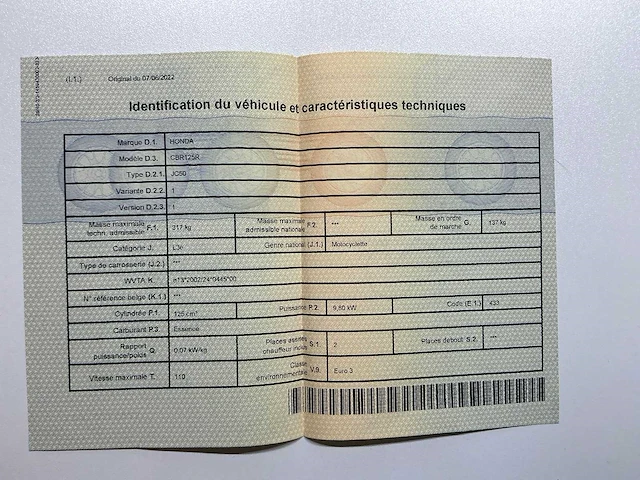 (I.1.) Original du 07/06/2022
Identification du véhicule et caractéristiques techniques
Marque D.1. HONDA
Modèle D.3. CBR125R
Type D.2.1. JC50
Variante D.2.2. 1
Version D.2.3. 1
Masse maximale techn. admissible F.1. 317 kg Masse maximale admissible nationale F.2. *** Masse en ordre de marche G. 137 kg
Catégorie J. L3e Genre national (J.1.) Motocyclette
Type de carrosserie (J.2.) ***
WVTA K. e13*2002/24*0445*00
N° référence belge (K.1.) ***
Cylindrée P.1. 125 cm³ Puissance P.2. 9,80 kW Code (E.1.) 433
Carburant P.3. Essence
Rapport puissance/poids Q. 0,07 kW/kg Places assises chauffeur inclus S.1. 2 Places debout S.2. ***
Vitesse maximale T. 110 Classe environnementale V.9. Euro 3